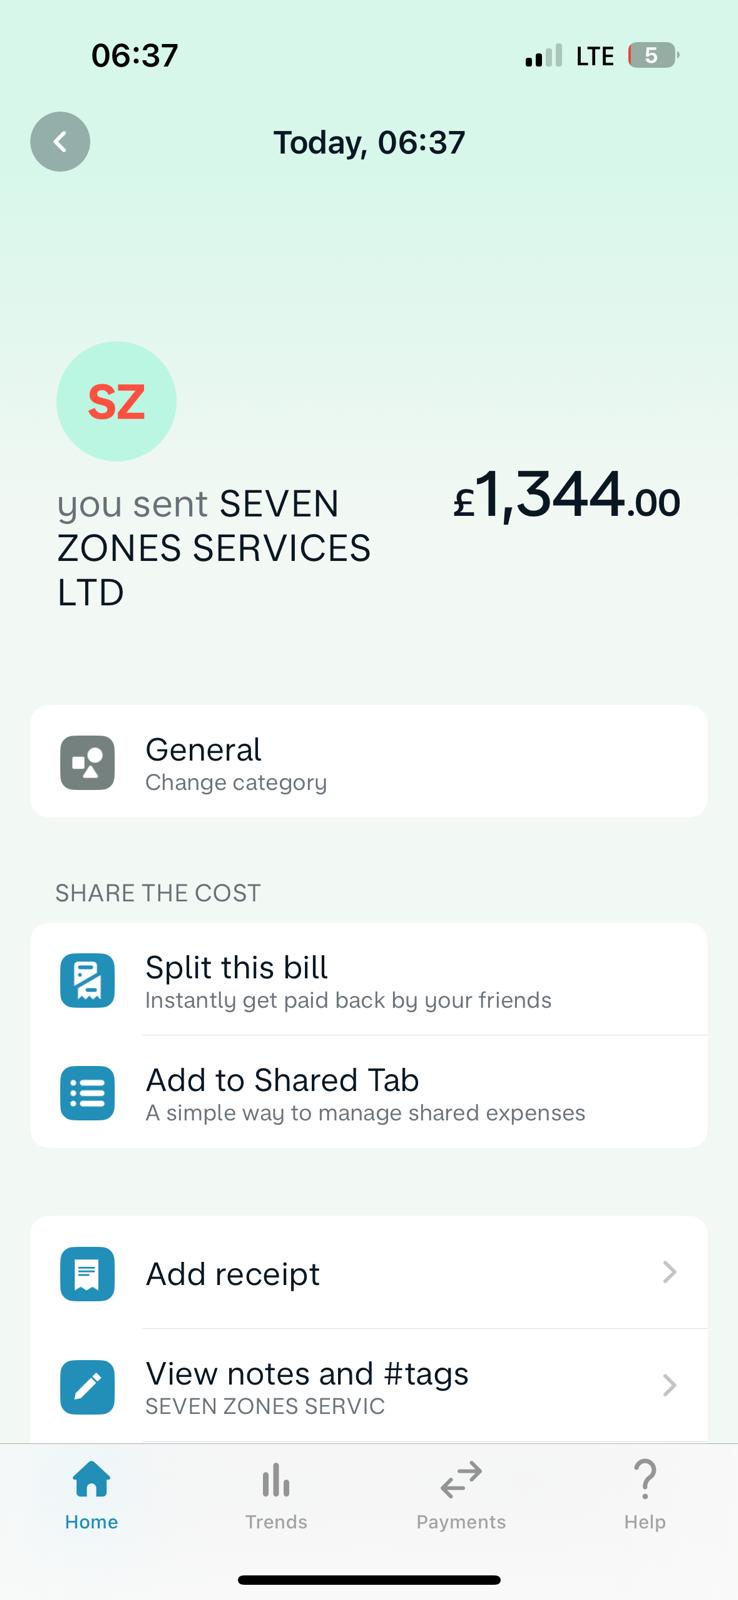 06:37
LTE 5
Today, 06:37
SZ
you sent SEVEN
ZONES SERVICES
LTD
£1,344.00
General
Change category
SHARE THE COST
Split this bill
Instantly get paid back by your friends
Add to Shared Tab
A simple way to manage shared expenses
Add receipt
View notes and #tags
SEVEN ZONES SERVIC
Home Trends Payments Help